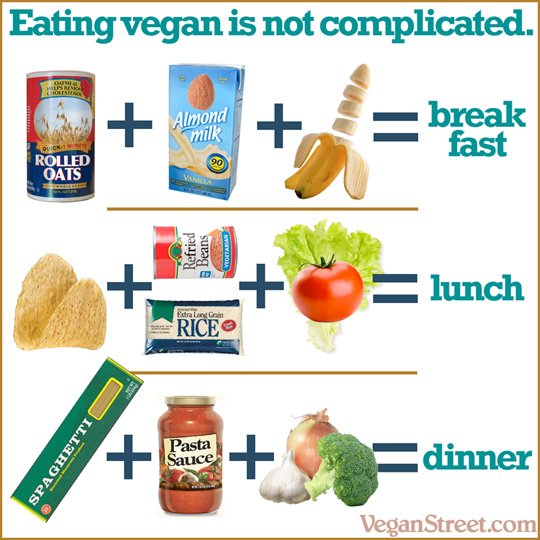 Eating vegan is not complicated.
OATMEAL
HELPS REMOVE
CHOLESTEROL!
QUICK-1 MINUTE
ROLLED
OATS
100% NATURAL
Almond
milk
90
VANILLA
break
fast
Refried
Beans
VEGETARIAN
Extra Long Grain
RICE
lunch
SPAGHETTI
Pasta
Sauce
dinner
VeganStreet.com